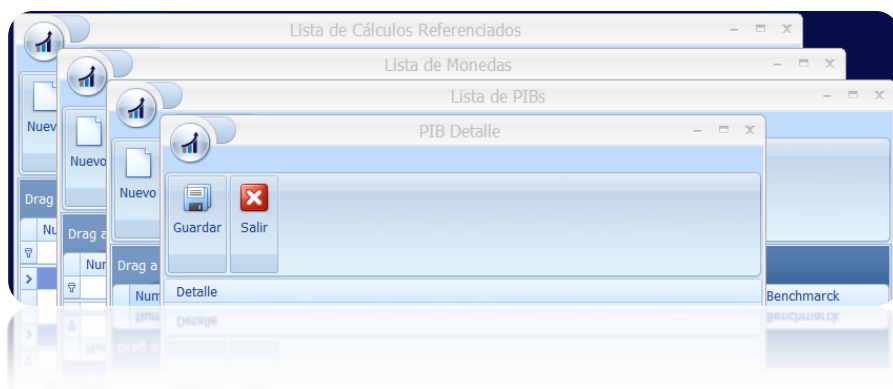 Lista de Cálculos Referenciados
Lista de Monedas
Lista de PIBs
PIB Detalle
Nuev
Nuevo
Nuevo
Guardar Salir
Drag
Drag a
Drag a
Nu
Nur
Num
Detalle
Benchmarck